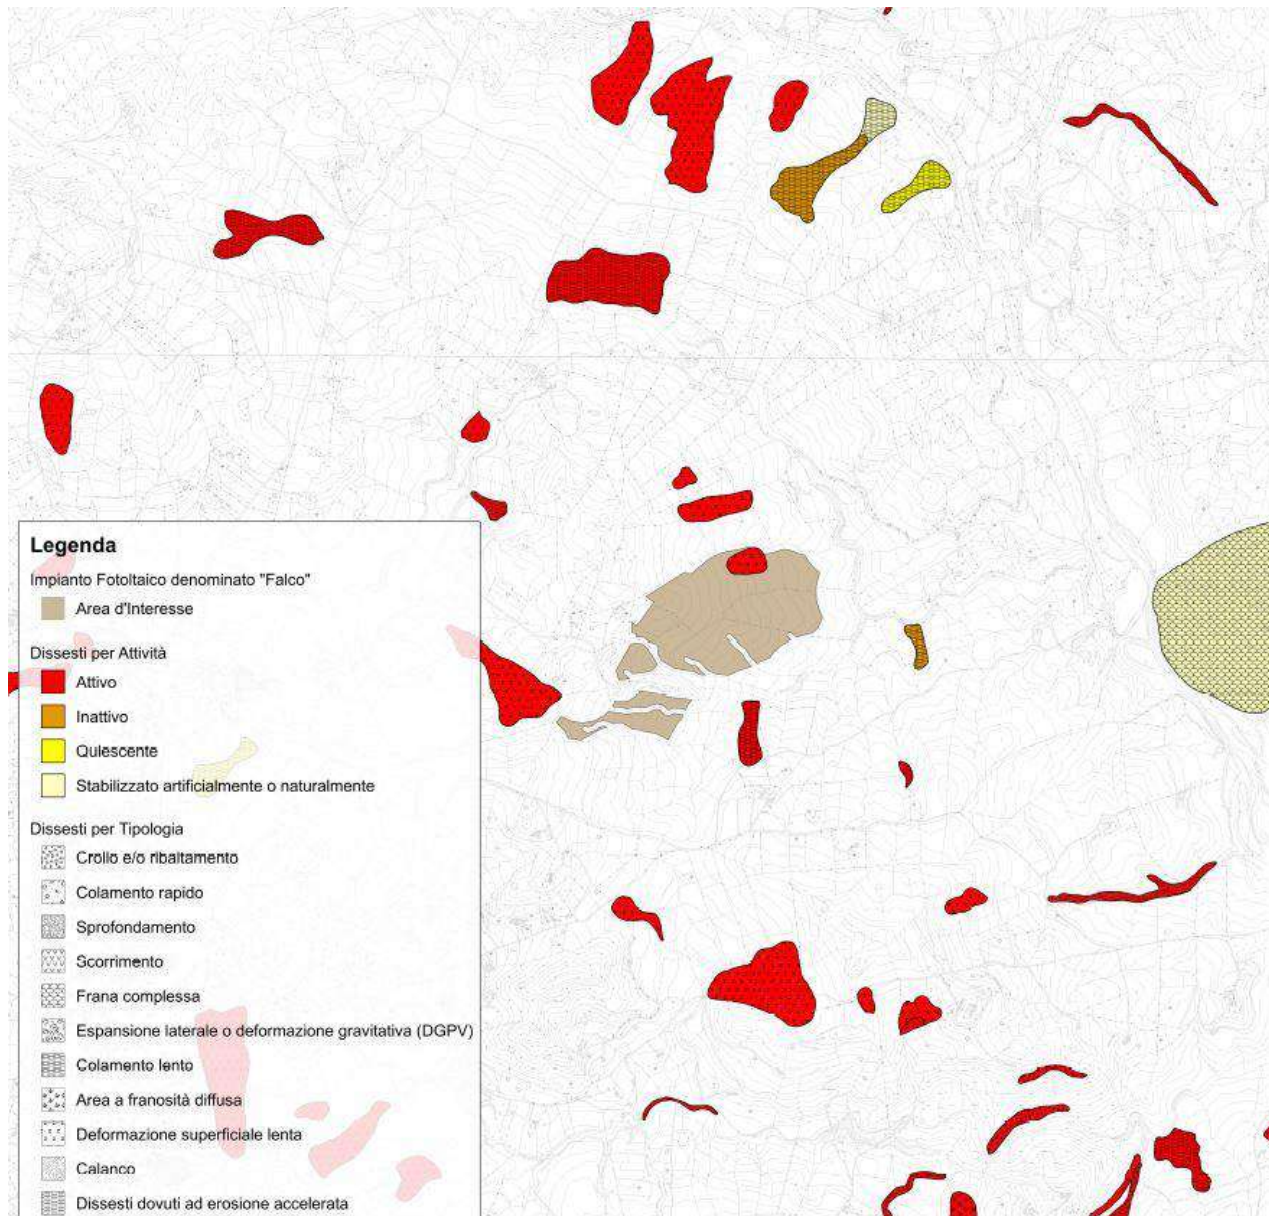 Legenda
Impianto Fotoltaico denominato "Falco"
Area d'Interesse
Dissesti per Attività
Attivo
Inattivo
Quiescente
Stabilizzato artificialmente o naturalmente
Dissesti per Tipologia
Crollo e/o ribaltamento
Colamento rapido
Sprofondamento
Scorrimento
Frana complessa
Espansione laterale o deformazione gravitativa (DGPV)
Colamento lento
Area a franosità diffusa
Deformazione superficiale lenta
Calanco
Dissesti dovuti ad erosione accelerata